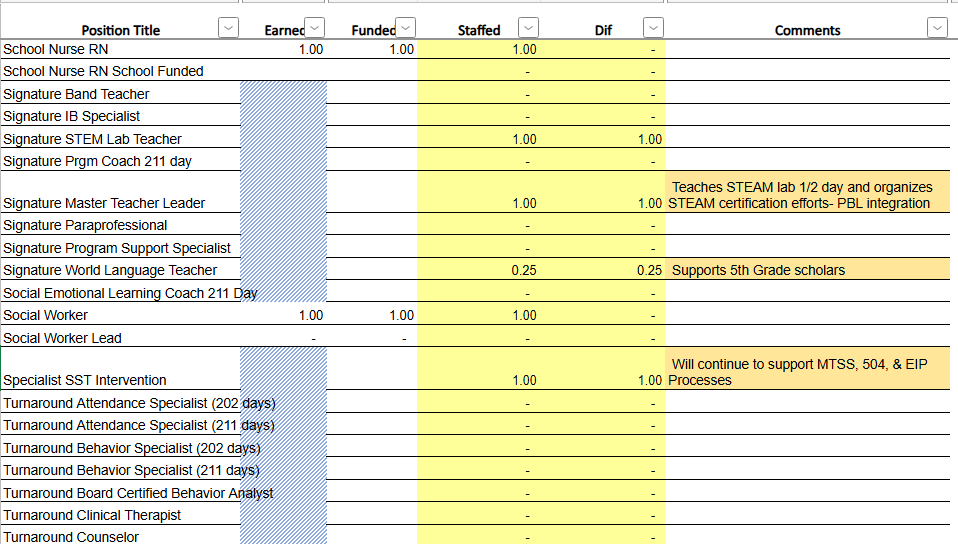 Position Title Earned Funded Staffed Dif Comments
School Nurse RN 1.00 1.00 1.00 -
School Nurse RN School Funded - -
Signature Band Teacher - -
Signature IB Specialist - -
Signature STEM Lab Teacher 1.00 1.00
Signature Prgm Coach 211 day - -
Teaches STEAM lab 1/2 day and organizes
Signature Master Teacher Leader 1.00 1.00 STEAM certification efforts- PBL integration
Signature Paraprofessional - -
Signature Program Support Specialist - -
Signature World Language Teacher 0.25 0.25 Supports 5th Grade scholars
Social Emotional Learning Coach 211 Day - -
Social Worker 1.00 1.00 1.00 -
Social Worker Lead - - - -
Will continue to support MTSS, 504, & EIP
Specialist SST Intervention 1.00 1.00 Processes
Turnaround Attendance Specialist (202 days) - -
Turnaround Attendance Specialist (211 days) - -
Turnaround Behavior Specialist (202 days) - -
Turnaround Behavior Specialist (211 days) - -
Turnaround Board Certified Behavior Analyst - -
Turnaround Clinical Therapist - -
Turnaround Counselor - -